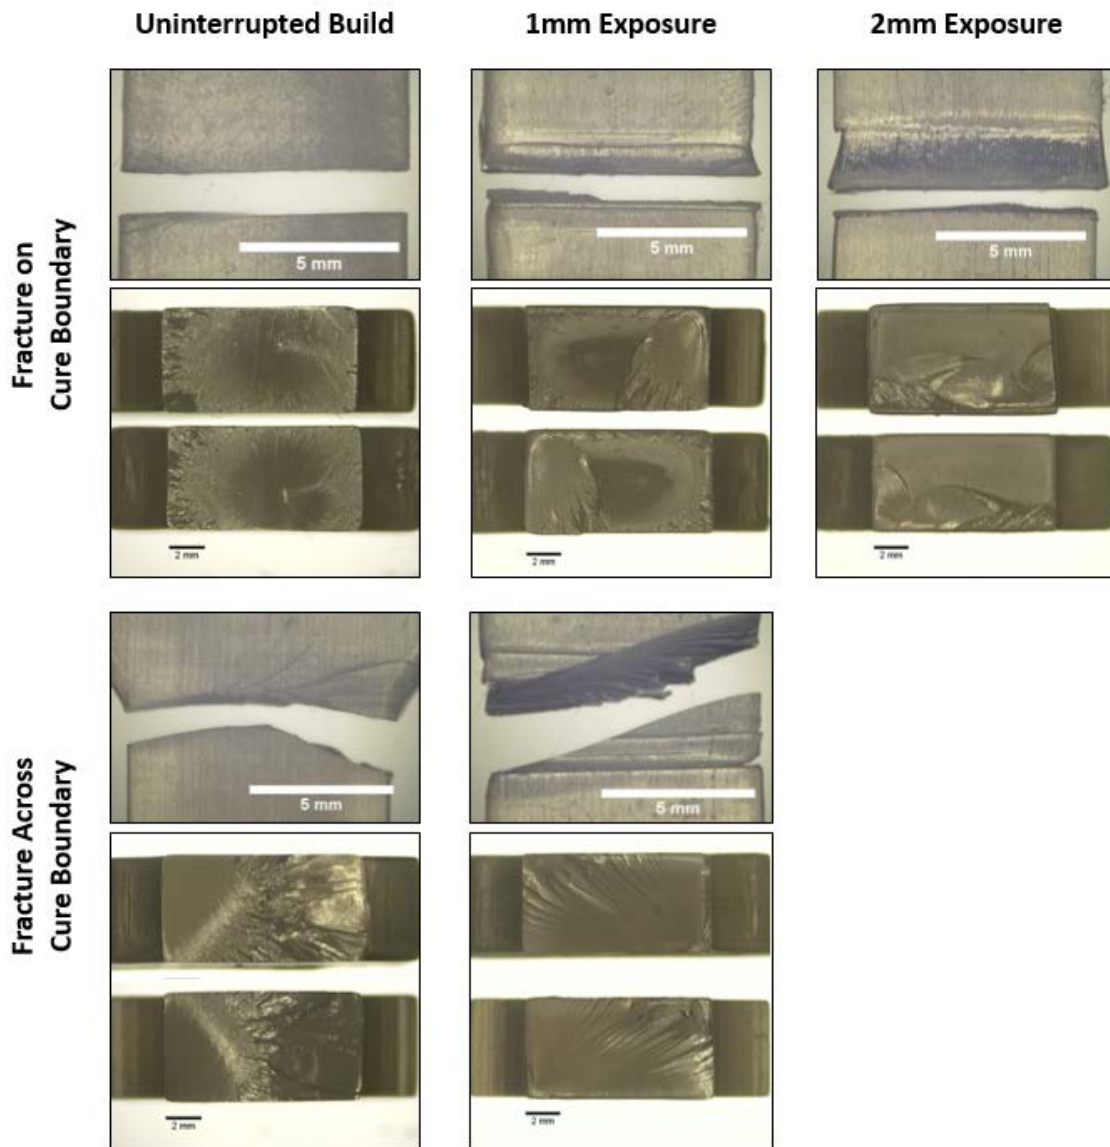 Uninterrupted Build
1mm Exposure
2mm Exposure
Fracture on
Cure Boundary
5 mm
5 mm
5 mm
2 mm
2 mm
2 mm
Fracture Across
Cure Boundary
5 mm
5 mm
2 mm
2 mm